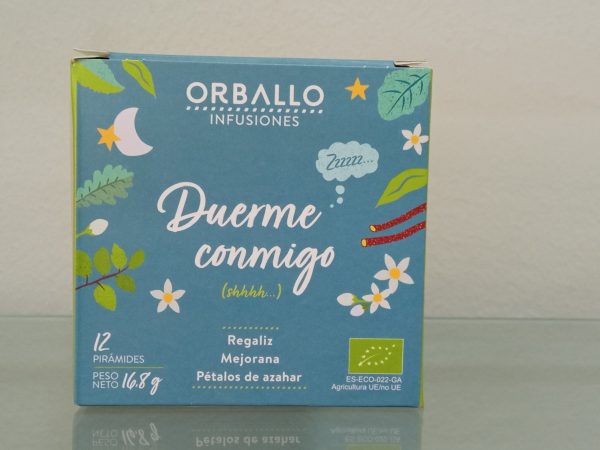 ORBALLO
INFUSIONES
Zzzzzz...
Duerme
conmigo
(shhhh...)
12
PIRÁMIDES
PESO
NETO 16.8 g
Regaliz
Mejorana
Pétalos de azahar
ES-ECO-022-GA
Agricultura UE/no UE